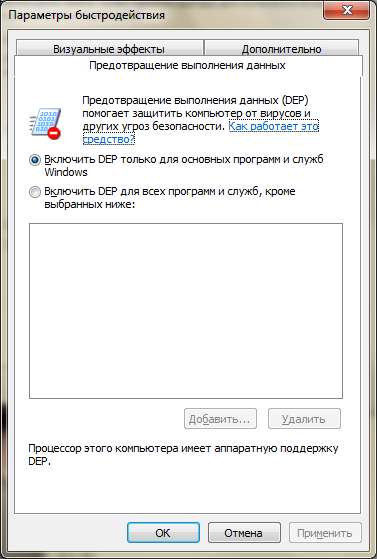 Параметры быстродействия
Визуальные эффекты
Дополнительно
Предотвращение выполнения данных
Предотвращение выполнения данных (DEP)
помогает защитить компьютер от вирусов и
других угроз безопасности. Как работает это
средство?
Включить DEP только для основных программ и служб
Windows
Включить DEP для всех программ и служб, кроме
выбранных ниже:
Добавить...
Удалить
Процессор этого компьютера имеет аппаратную поддержку
DEP.
OK
Отмена
Применить